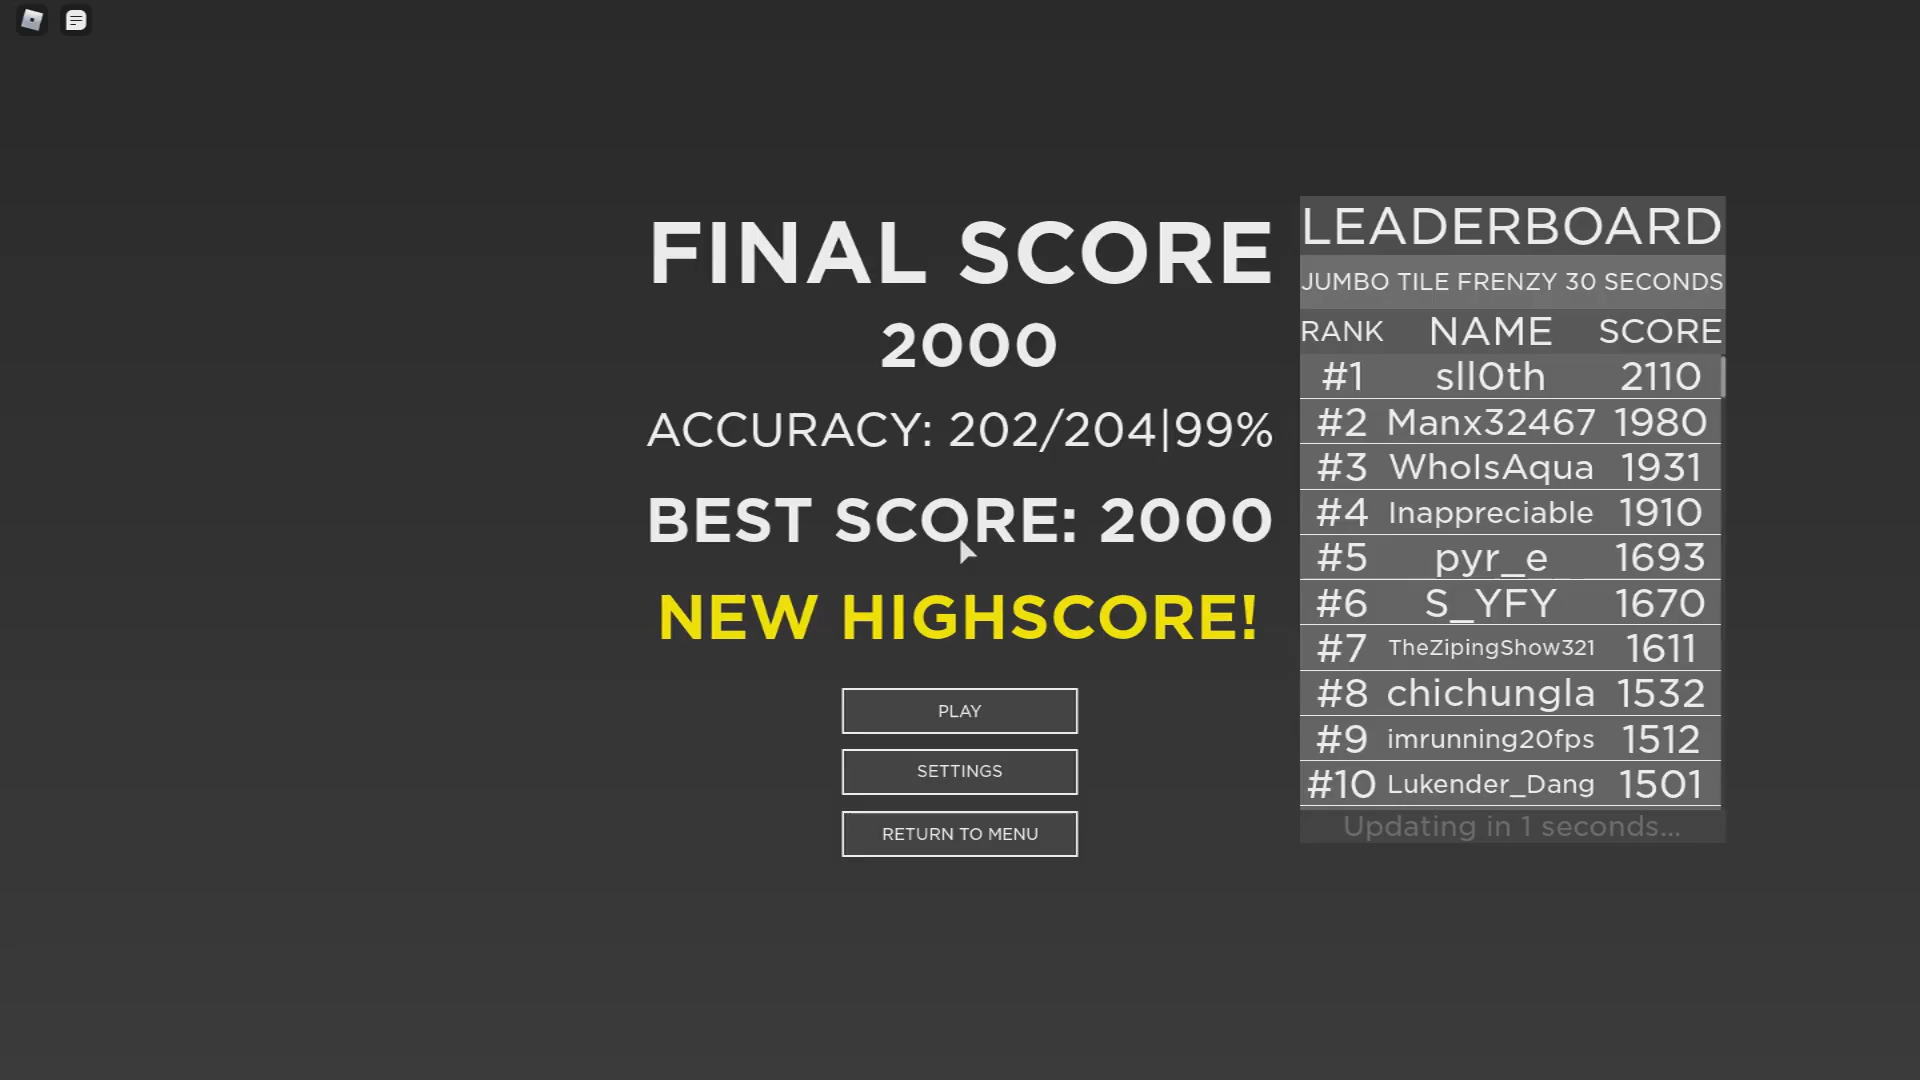 FINAL SCORE
2000
ACCURACY: 202/204|99%
BEST SCORE: 2000
NEW HIGHSCORE!
PLAY
SETTINGS
RETURN TO MENU
LEADERBOARD
JUMBO TILE FRENZY 30 SECONDS
RANK NAME SCORE
#1 sll0th 2110
#2 Manx32467 1980
#3 WhoIsAqua 1931
#4 Inappreciable 1910
#5 pyr_e 1693
#6 S_YFY 1670
#7 TheZipingShow321 1611
#8 chichungla 1532
#9 imrunning20fps 1512
#10 Lukender_Dang 1501
Updating in 1 seconds...